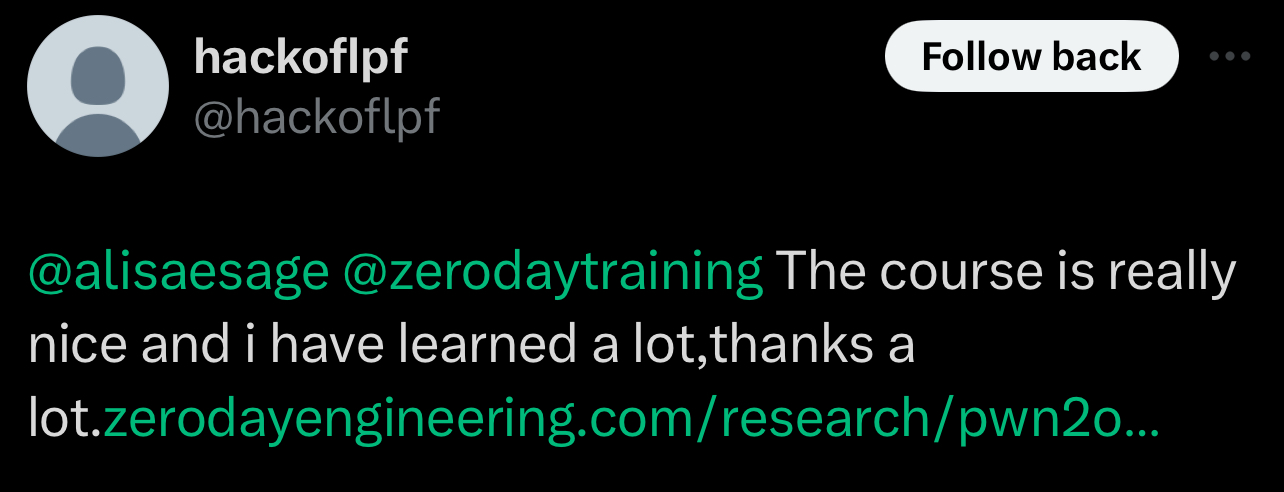 hackoflpf
Follow back
@hackoflpf
@alisaesage @zerodaytraining The course is really
nice and i have learned a lot,thanks a
lot.zerodayengineering.com/research/pwn2o...